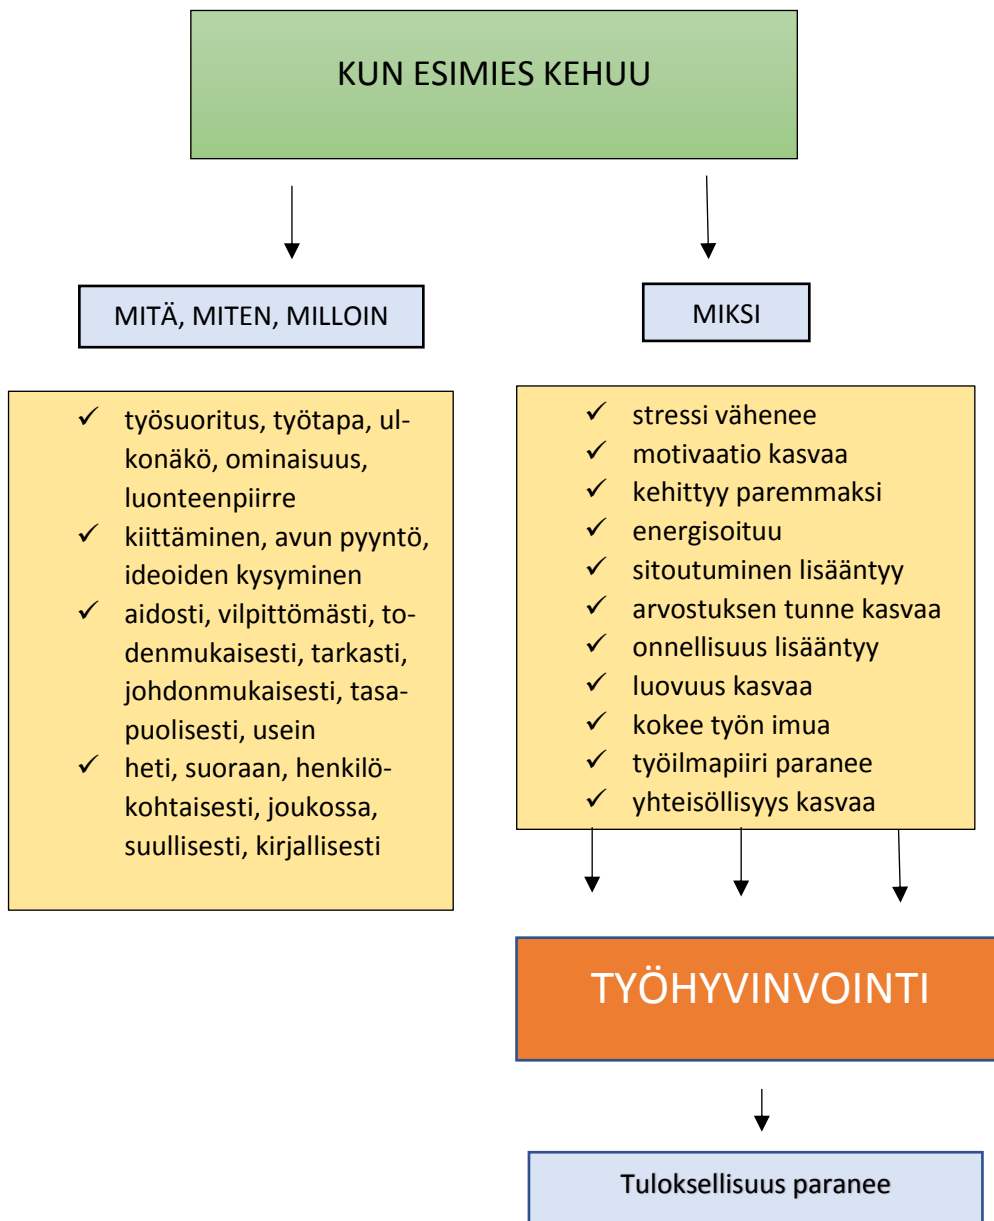 KUN ESIMIES KEHUU
MITÄ, MITEN, MILLOIN
✓ työsuoritus, työtapa, ul-
konäkö, ominaisuus,
luonteenpiirre
✓ kiittäminen, avun pyyntö,
ideoiden kysyminen
✓ aidosti, vilpittömästi, to-
denmukaisesti, tarkasti,
johdonmukaisesti, tasa-
puolisesti, usein
✓ heti, suoraan, henkilö-
kohtaisesti, joukossa,
suullisesti, kirjallisesti
MIKSI
✓ stressi vähenee
✓ motivaatio kasvaa
✓ kehittyy paremmaksi
✓ energisoituu
✓ sitoutuminen lisääntyy
✓ arvostuksen tunne kasvaa
✓ onnellisuus lisääntyy
✓ luovuus kasvaa
✓ kokee työn imua
✓ työilmapiiri paranee
✓ yhteisöllisyys kasvaa
TYÖHYVINVOINTI
Tuloksellisuus paranee